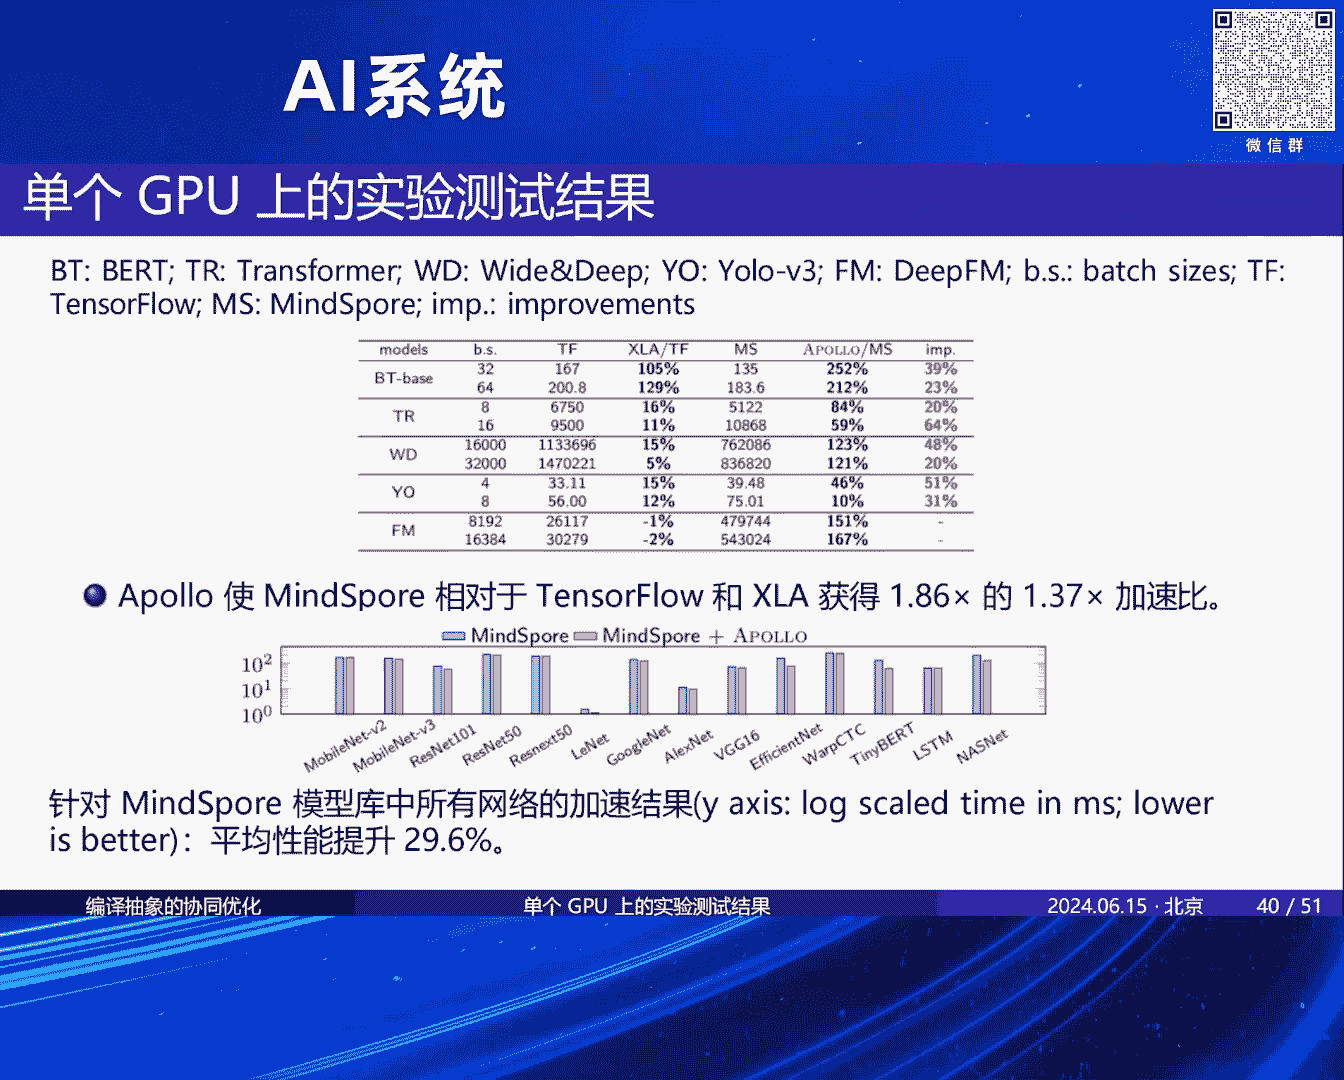 AI系统
微信群
单个 GPU 上的实验测试结果
BT: BERT; TR: Transformer; WD: Wide&Deep; YO: Yolo-v3; FM: DeepFM; b.s.: batch sizes; TF:
TensorFlow; MS: MindSpore; imp.: improvements
models b.s. TF XLA/TF MS APOLLO/MS imp.
BT-base 32 167 105% 135 252% 39%
64 200.8 129% 183.6 212% 23%
TR 8 6750 16% 5122 84% 20%
16 9500 11% 10868 59% 64%
WD 16000 1133696 15% 762086 123% 48%
32000 1470221 5% 836820 121% 20%
YO 4 33.11 15% 39.48 46% 51%
8 56.00 12% 75.01 10% 31%
FM 8192 26117 -1% 479744 151% -
16384 30279 -2% 543024 167% -
Apollo 使 MindSpore 相对于 TensorFlow 和 XLA 获得 1.86× 的 1.37× 加速比。
MindSpore MindSpore + APOLLO
10²
10¹
10⁰
MobileNet-v2 MobileNet-v3 ResNet101 ResNet50 Resnext50 LeNet GoogleNet AlexNet VGG16 EfficientNet WarpCTC TinyBERT LSTM NASNet
针对 MindSpore 模型库中所有网络的加速结果(y axis: log scaled time in ms; lower
is better)：平均性能提升 29.6%。
编译抽象的协同优化 单个 GPU 上的实验测试结果 2024.06.15 · 北京 40 / 51